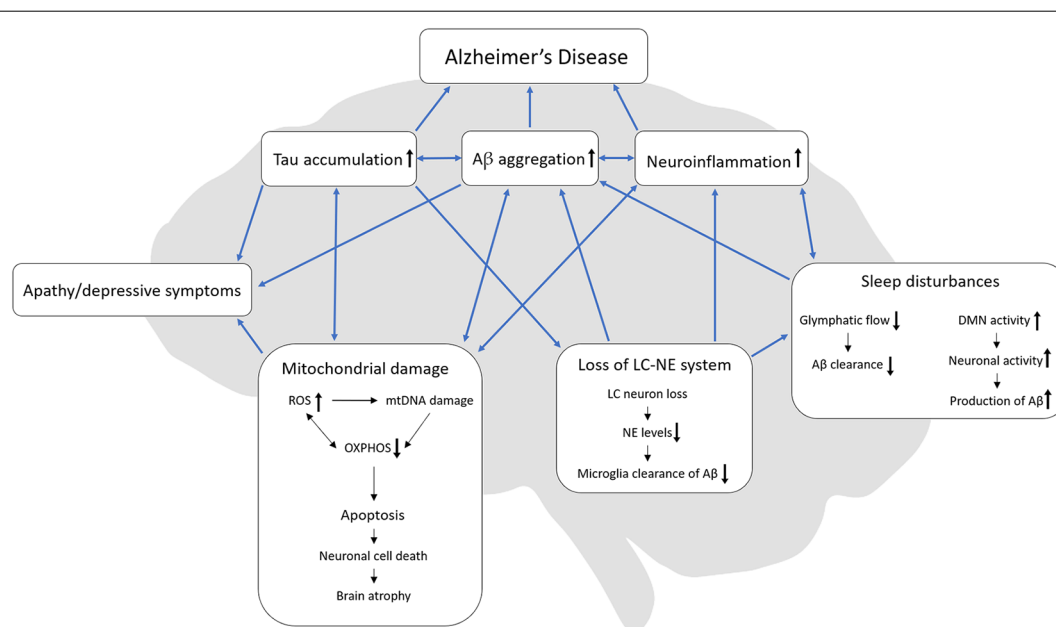 Alzheimer's Disease
Tau accumulation
Aβ aggregation
Neuroinflammation
Apathy/depressive symptoms
Mitochondrial damage
ROS
mtDNA damage
OXPHOS
Apoptosis
Neuronal cell death
Brain atrophy
Loss of LC-NE system
LC neuron loss
NE levels
Microglia clearance of Aβ
Sleep disturbances
Glymphatic flow
Aβ clearance
DMN activity
Neuronal activity
Production of Aβ